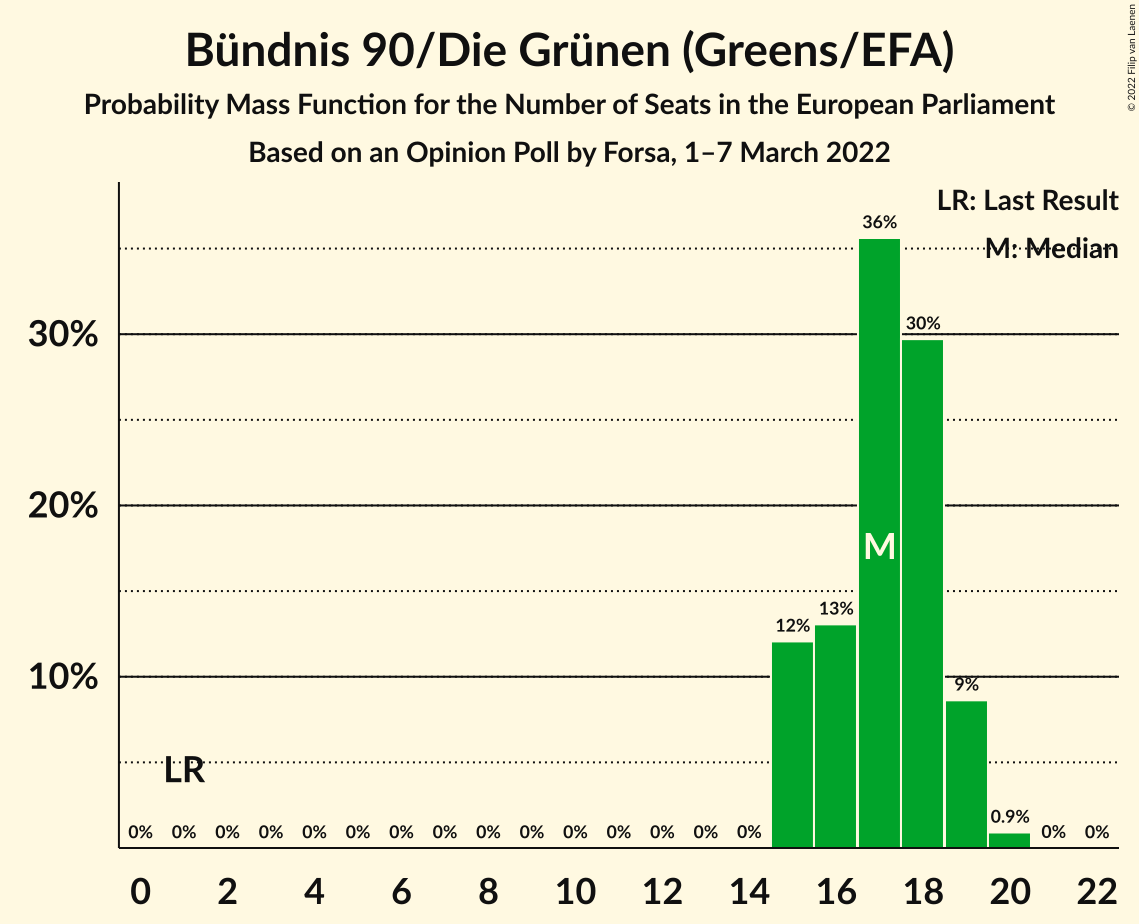 Bündnis 90/Die Grünen (Greens/EFA)
Probability Mass Function for the Number of Seats in the European Parliament
Based on an Opinion Poll by Forsa, 1–7 March 2022
© 2022 Filip van Laenen
LR: Last Result
M: Median
36%
30%
30%
20%
M
13%
12%
10%
9%
LR
0% 0% 0% 0% 0% 0% 0% 0% 0% 0% 0% 0% 0% 0% 0% 0.9% 0% 0%
0 2 4 6 8 10 12 14 16 18 20 22